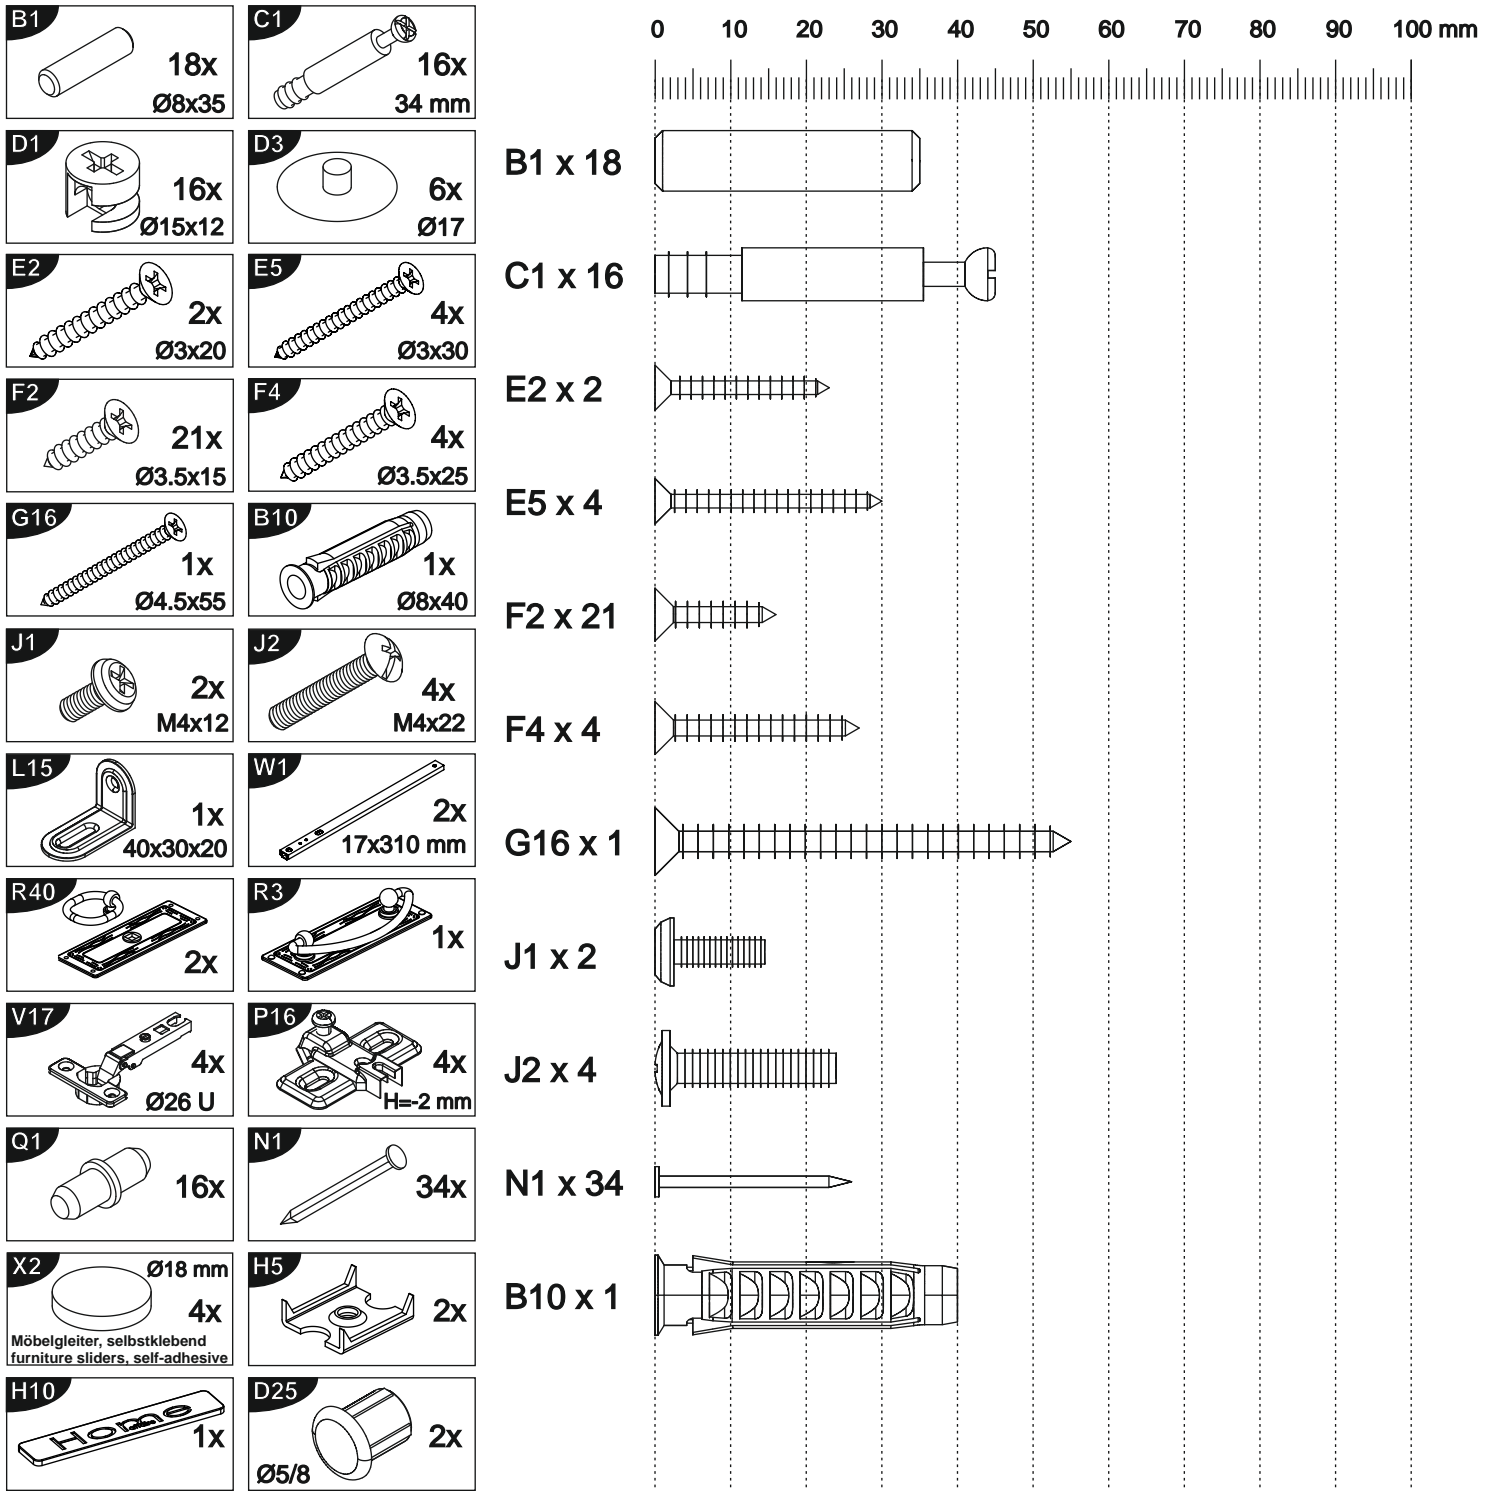 B1
18x
Ø8x35
C1
16x
34 mm
D1
16x
Ø15x12
D3
6x
Ø17
E2
2x
Ø3x20
E5
4x
Ø3x30
F2
21x
Ø3.5x15
F4
4x
Ø3.5x25
G16
1x
Ø4.5x55
B10
1x
Ø8x40
J1
2x
M4x12
J2
4x
M4x22
L15
1x
40x30x20
W1
2x
17x310 mm
R40
2x
R3
1x
V17
4x
Ø26 U
P16
4x
H=-2 mm
Q1
16x
N1
34x
X2
Ø18 mm
4x
Möbelgleiter, selbstklebend
furniture sliders, self-adhesive
H5
2x
H10
Home
1x
D25
2x
Ø5/8
0 10 20 30 40 50 60 70 80 90 100 mm
B1 x 18
C1 x 16
E2 x 2
E5 x 4
F2 x 21
F4 x 4
G16 x 1
J1 x 2
J2 x 4
N1 x 34
B10 x 1